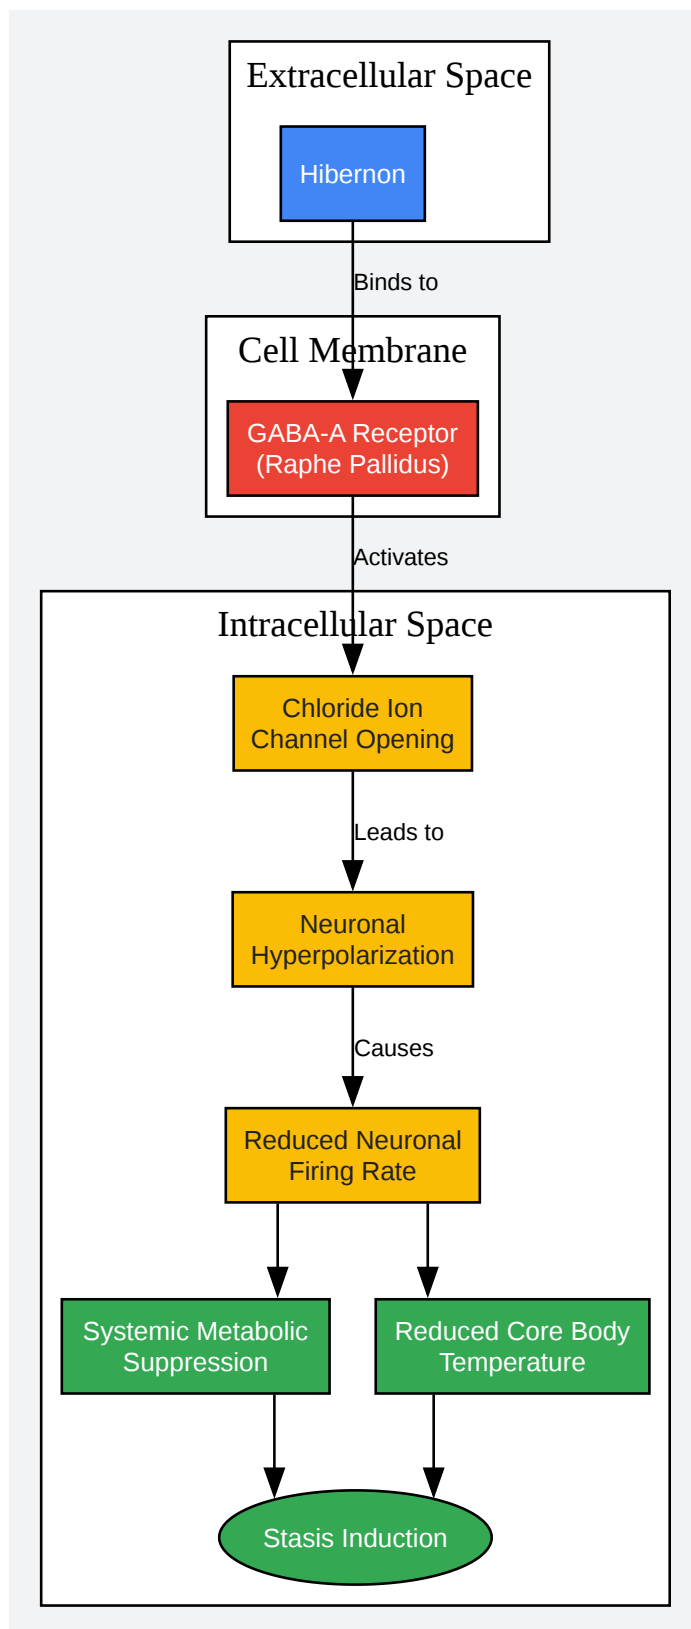 Extracellular Space
Hibernon
Binds to
Cell Membrane
GABA-A Receptor
(Raphe Pallidus)
Activates
Intracellular Space
Chloride Ion
Channel Opening
Leads to
Neuronal
Hyperpolarization
Causes
Reduced Neuronal
Firing Rate
Systemic Metabolic
Suppression
Reduced Core Body
Temperature
Stasis Induction